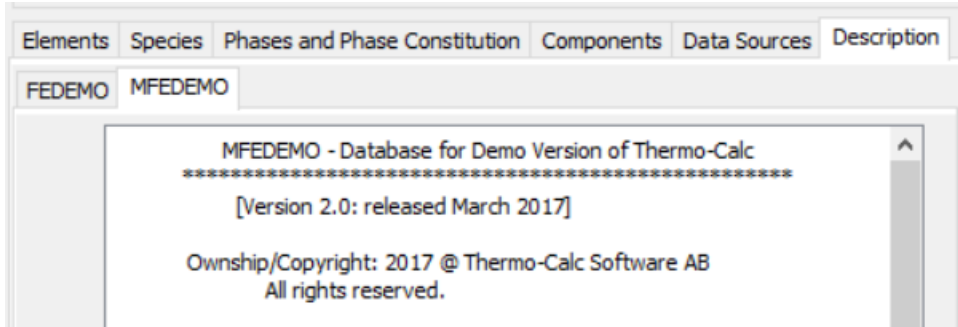 Elements Species Phases and Phase Constitution Components Data Sources Description
FEDEMO MFEDEMO
MFEDEMO - Database for Demo Version of Thermo-Calc
***************************************************
[Version 2.0: released March 2017]
Ownship/Copyright: 2017 @ Thermo-Calc Software AB
All rights reserved.